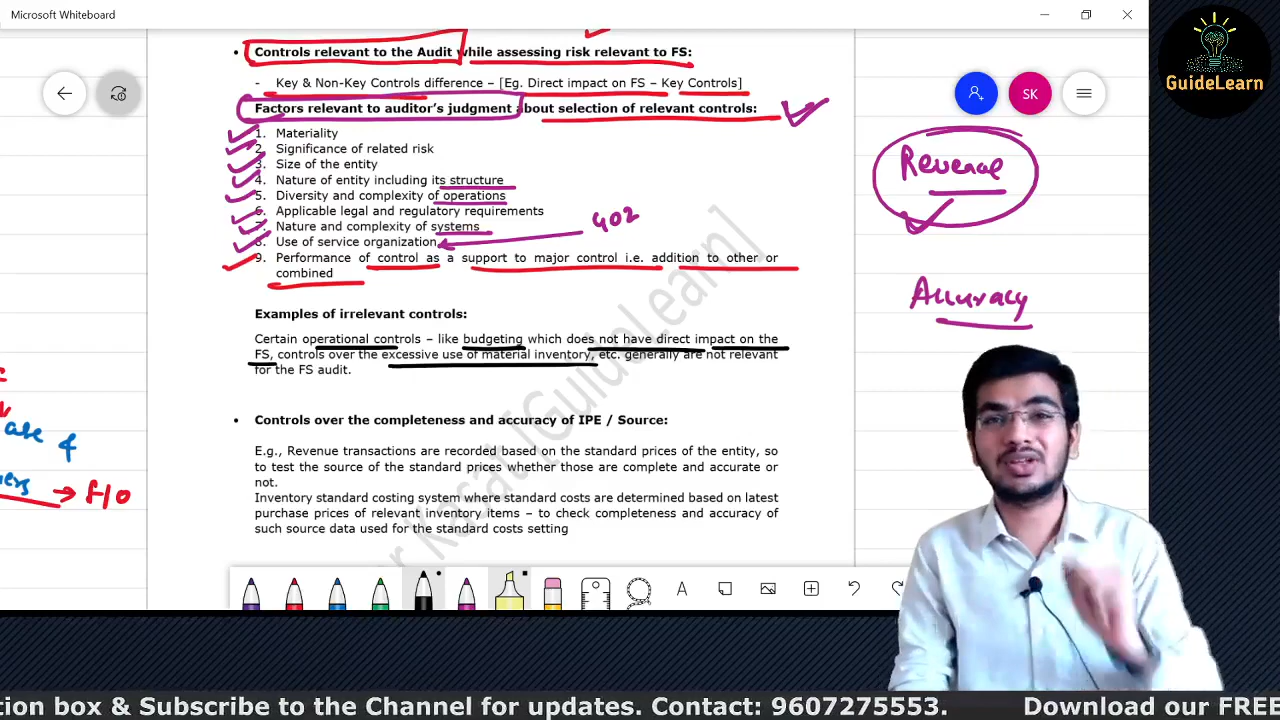 Microsoft Whiteboard
GuideLearn
SK
• Controls relevant to the Audit while assessing risk relevant to FS:
- Key & Non-Key Controls difference – [Eg. Direct impact on FS – Key Controls]
Factors relevant to auditor's judgment about selection of relevant controls:
1. Materiality
2. Significance of related risk
3. Size of the entity
4. Nature of entity including its structure
5. Diversity and complexity of operations
6. Applicable legal and regulatory requirements
7. Nature and complexity of systems
8. Use of service organization
9. Performance of control as a support to major control i.e. addition to other or
combined
402
Revenue
Accuracy
Examples of irrelevant controls:
Certain operational controls – like budgeting which does not have direct impact on the
FS, controls over the excessive use of material inventory, etc. generally are not relevant
for the FS audit.
• Controls over the completeness and accuracy of IPE / Source:
E.g., Revenue transactions are recorded based on the standard prices of the entity, so
to test the source of the standard prices whether those are complete and accurate or
not.
Inventory standard costing system where standard costs are determined based on latest
purchase prices of relevant inventory items – to check completeness and accuracy of
such source data used for the standard costs setting
→ F/O
Kasat [GuideLearn]
A
tion box & Subscribe to the Channel for updates. Contact: 9607275553. Download our FREE